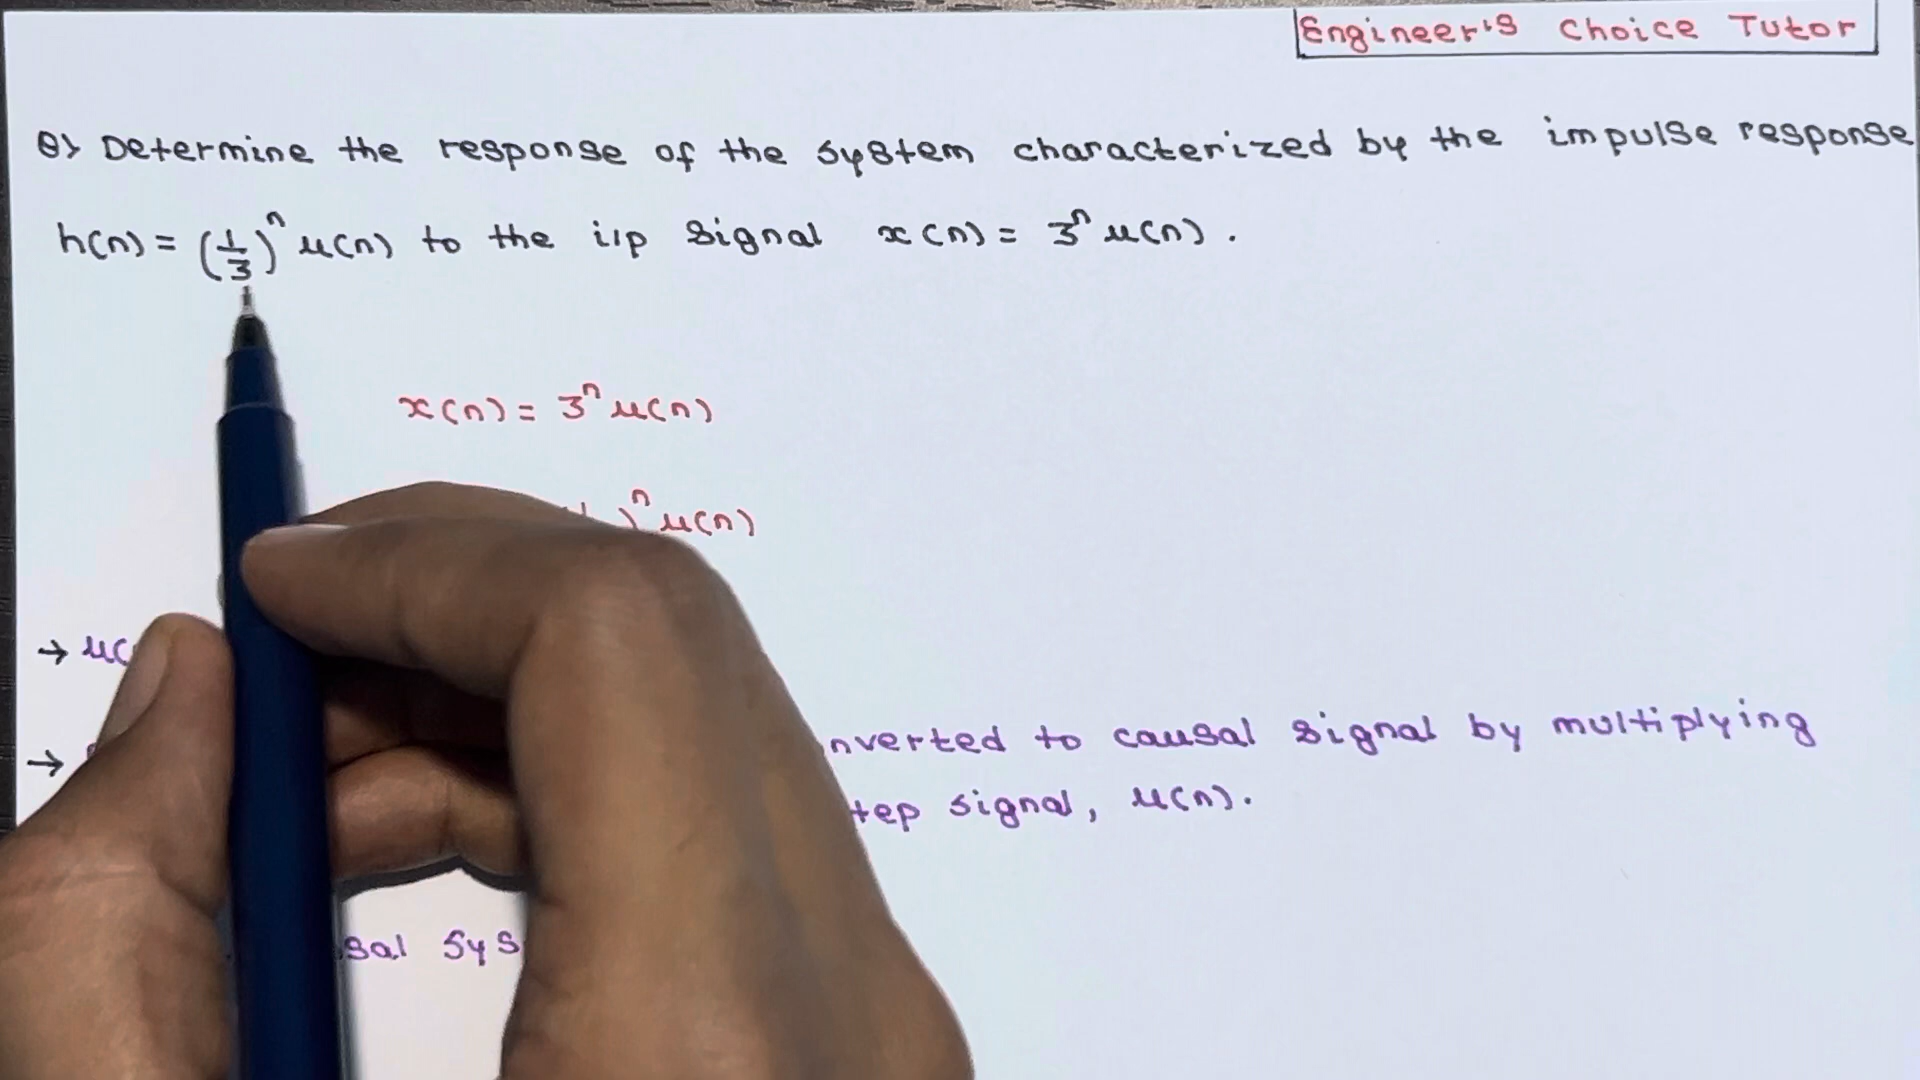 Engineer's Choice Tutor
Q> Determine the response of the system characterized by the impulse response
h(n) = (1/3)^n u(n) to the i/p signal x(n) = 3^n u(n).
x(n) = 3^n u(n)
)^n u(n)
→ u(
→ nverted to causal signal by multiplying
tep signal, u(n).
sal sys